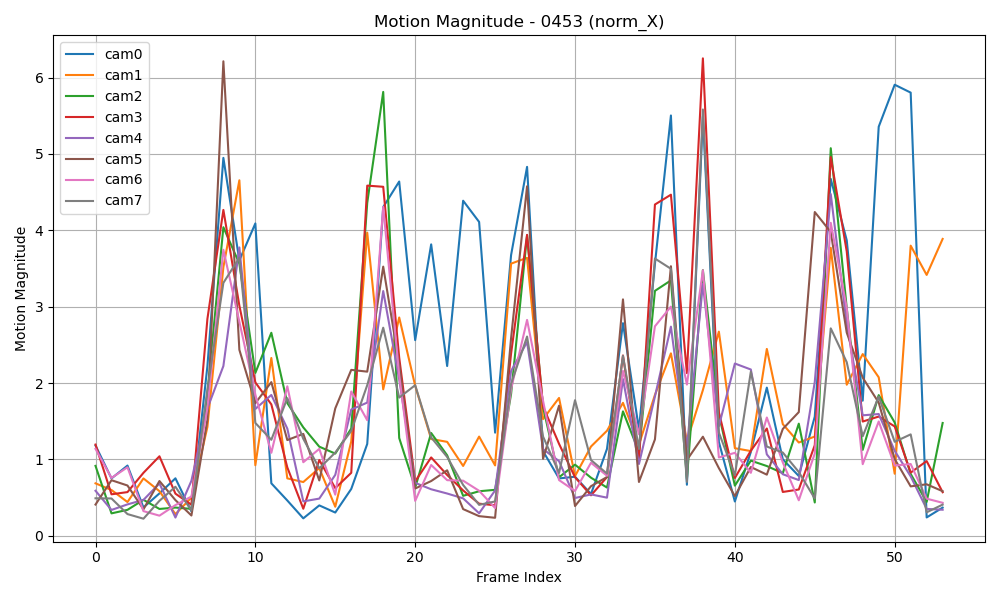 Motion Magnitude - 0453 (norm_X)
cam0
cam1
cam2
cam3
cam4
cam5
cam6
cam7
Motion Magnitude
6
5
4
3
2
1
0
0 10 20 30 40 50
Frame Index